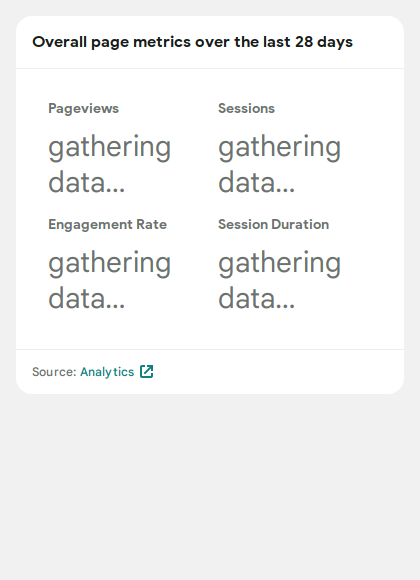 Overall page metrics over the last 28 days
Pageviews
gathering
data...
Sessions
gathering
data...
Engagement Rate
gathering
data...
Session Duration
gathering
data...
Source: Analytics